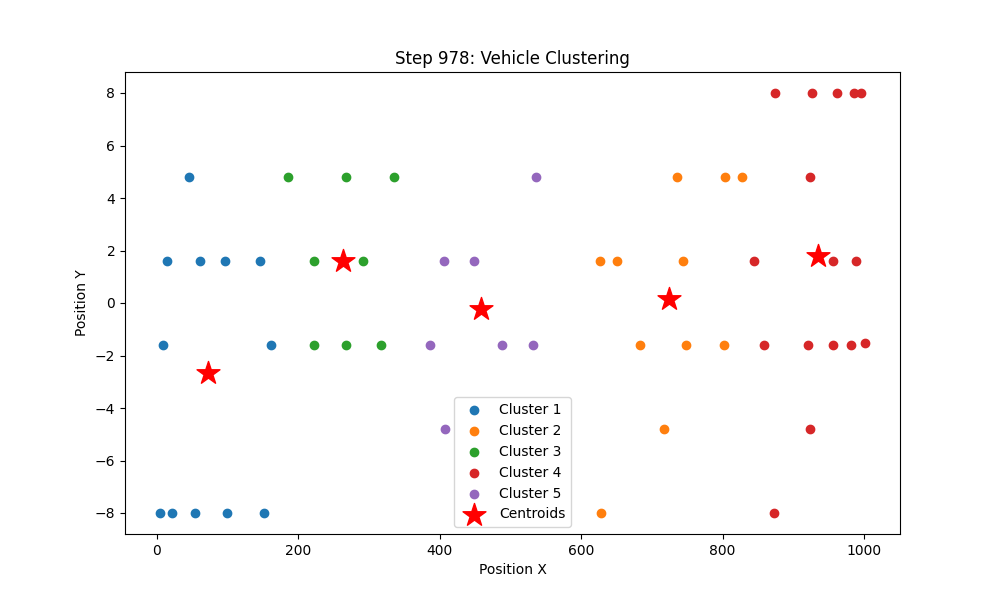 Step 978: Vehicle Clustering
Position Y
8
6
4
2
0
−2
−4
−6
−8
Cluster 1
Cluster 2
Cluster 3
Cluster 4
Cluster 5
Centroids
0 200 400 600 800 1000
Position X